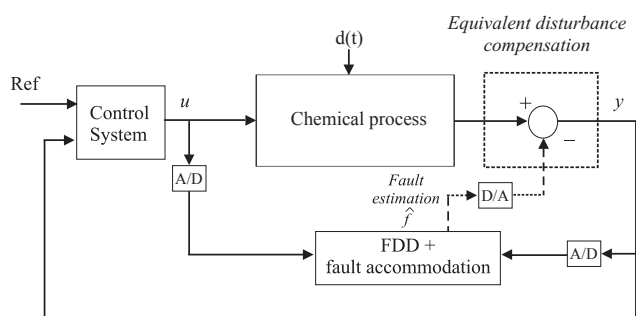 Equivalent disturbance
compensation
d(t)
Ref
Control
System
u
Chemical process
+
−
y
A/D
Fault
estimation
f̂
D/A
FDD +
fault accommodation
A/D